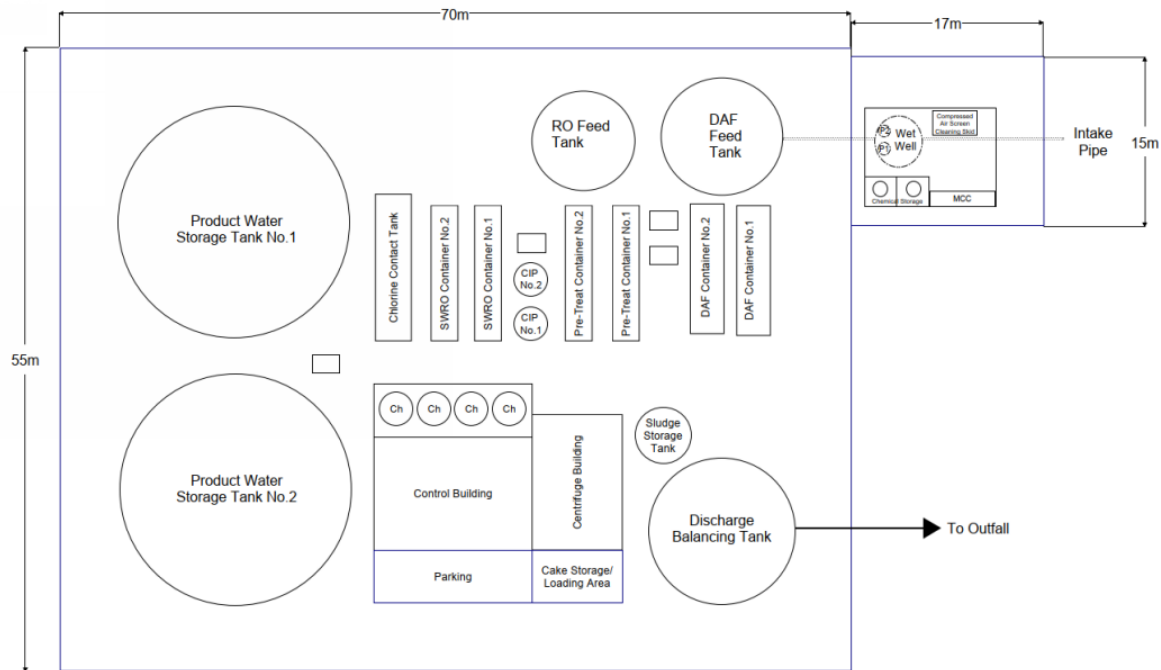 70m
17m
55m
15m
Product Water
Storage Tank No.1
RO Feed
Tank
DAF
Feed
Tank
P2
P1
Wet
Well
Compressed
Air Screen
Cleaning Skid
Chemical Storage
MCC
Intake
Pipe
Chlorine Contact Tank
SWRO Container No.2
SWRO Container No.1
CIP
No.2
CIP
No.1
Pre-Treat Container No.2
Pre-Treat Container No.1
DAF Container No.2
DAF Container No.1
Product Water
Storage Tank No.2
Ch
Ch
Ch
Ch
Control Building
Centrifuge Building
Sludge
Storage
Tank
Discharge
Balancing Tank
To Outfall
Parking
Cake Storage/
Loading Area